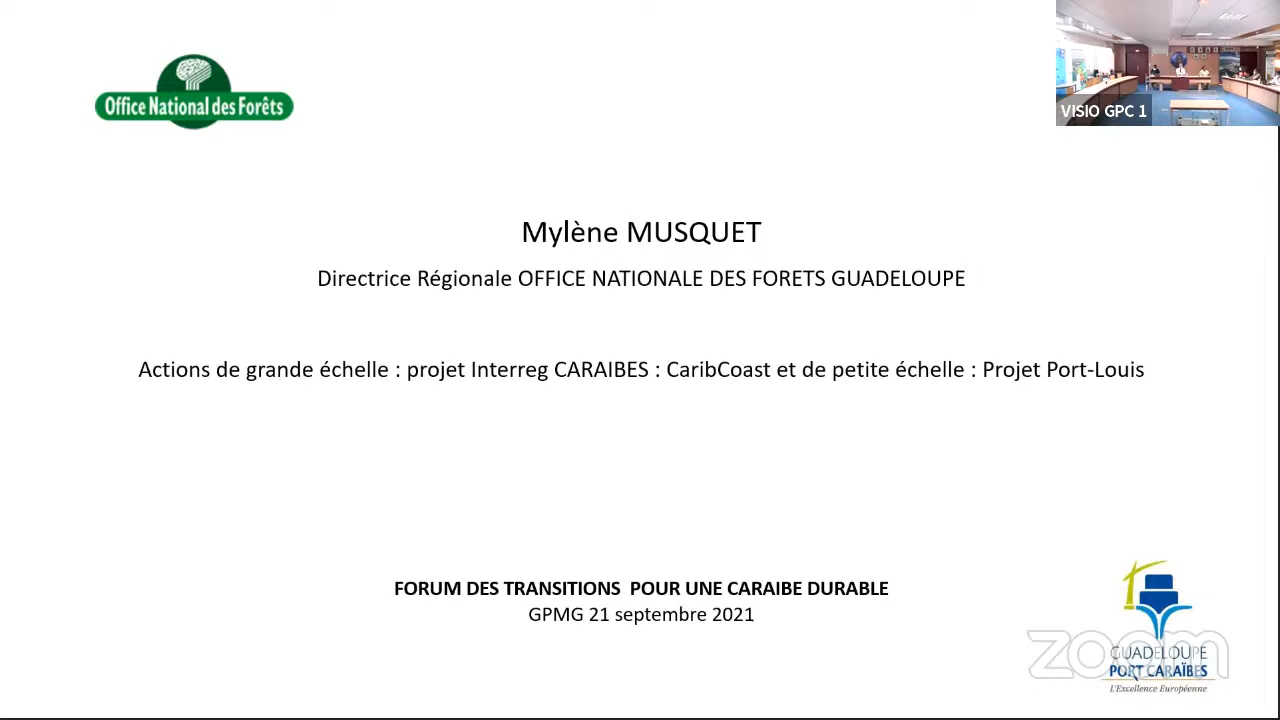 Office National des Forêts
VISIO GPC 1
Mylène MUSQUET
Directrice Régionale OFFICE NATIONALE DES FORETS GUADELOUPE
Actions de grande échelle : projet Interreg CARAIBES : CaribCoast et de petite échelle : Projet Port-Louis
FORUM DES TRANSITIONS POUR UNE CARAIBE DURABLE
GPMG 21 septembre 2021
zoom
GUADELOUPE
PORT CARAÏBES
L'Excellence Européenne